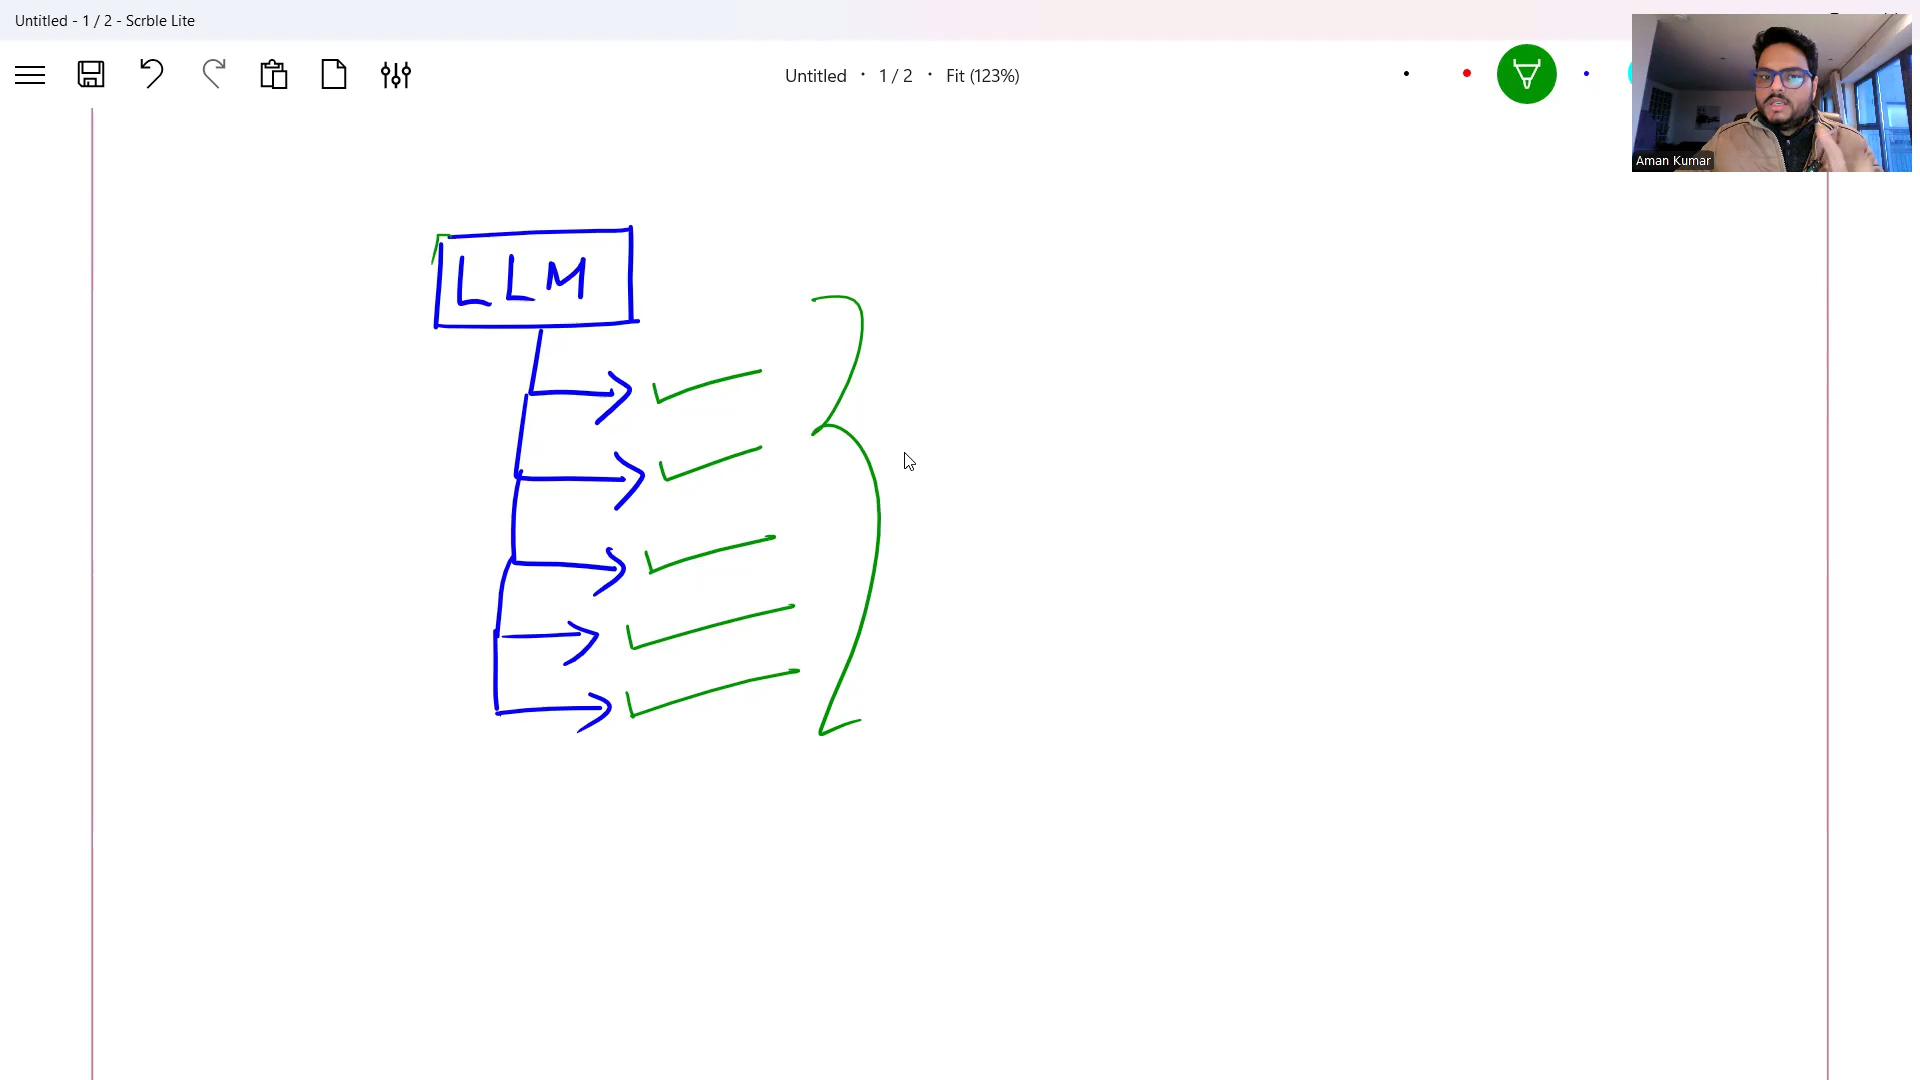 Untitled - 1 / 2 - Scrble Lite
Untitled • 1 / 2 • Fit (123%)
Aman Kumar
LLM